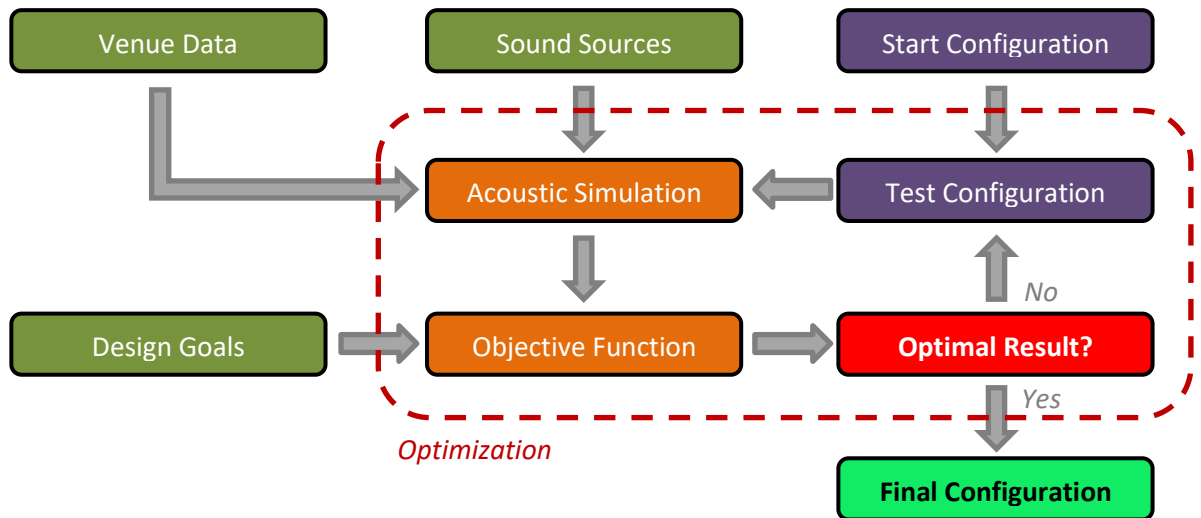 Venue Data
Sound Sources
Start Configuration
Acoustic Simulation
Test Configuration
No
Design Goals
Objective Function
Optimal Result?
Yes
Optimization
Final Configuration